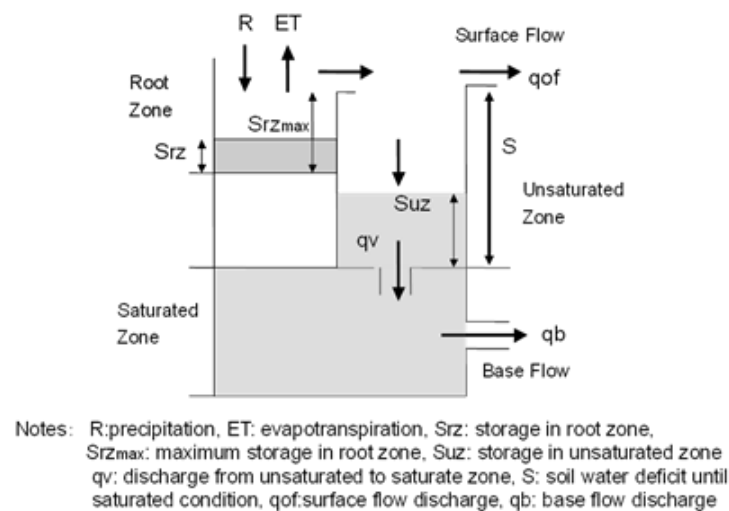 R ET
Surface Flow
qof
Root
Zone
Srzmax
Srz
S
Suz
Unsaturated
Zone
qv
Saturated
Zone
qb
Base Flow
Notes: R:precipitation, ET: evapotranspiration, Srz: storage in root zone,
Srzmax: maximum storage in root zone, Suz: storage in unsaturated zone
qv: discharge from unsaturated to saturate zone, S: soil water deficit until
saturated condition, qof:surface flow discharge, qb: base flow discharge